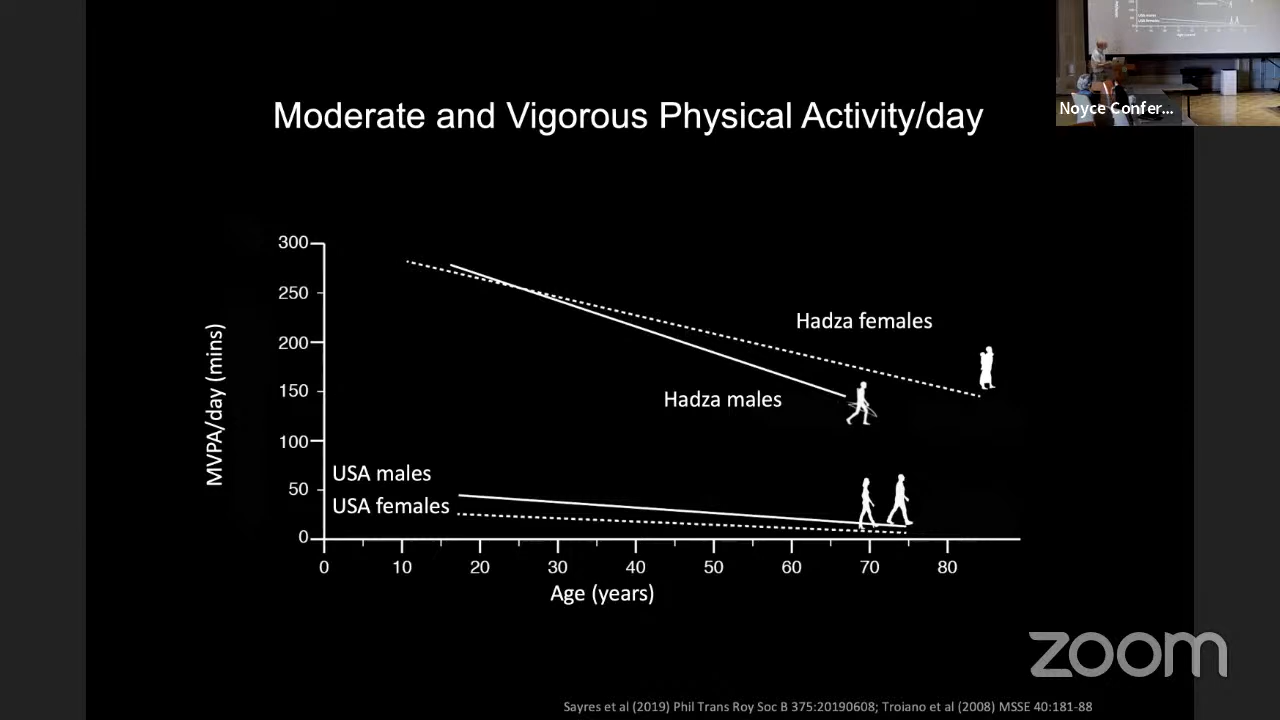 Moderate and Vigorous Physical Activity/day
Noyce Confer...
300
250
200
150
100
50
0
MVPA/day (mins)
Hadza females
Hadza males
USA males
USA females
0 10 20 30 40 50 60 70 80
Age (years)
zoom
Sayres et al (2019) Phil Trans Roy Soc B 375:20190608; Troiano et al (2008) MSSE 40:181-88